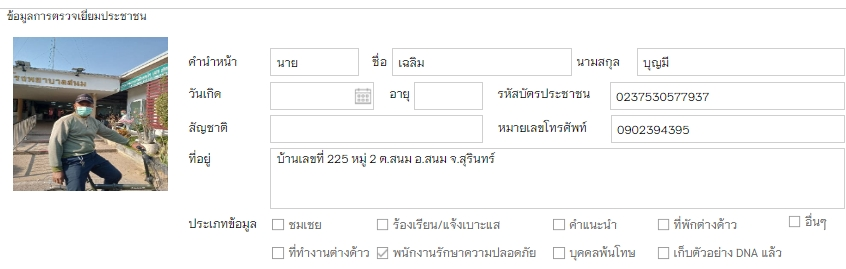 ข้อมูลการตรวจเยี่ยมประชาชน
รงพยาบาลสนม
คำนำหน้า นาย ชื่อ เฉลิม นามสกุล บุญมี
วันเกิด อายุ รหัสบัตรประชาชน 0237530577937
สัญชาติ หมายเลขโทรศัพท์ 0902394395
ที่อยู่ บ้านเลขที่ 225 หมู่ 2 ต.สนม อ.สนม จ.สุรินทร์
ประเภทข้อมูล ชมเชย ร้องเรียน/แจ้งเบาะแส คำแนะนำ ที่พักต่างด้าว อื่นๆ
ที่ทำงานต่างด้าว พนักงานรักษาความปลอดภัย บุคคลพ้นโทษ เก็บตัวอย่าง DNA แล้ว